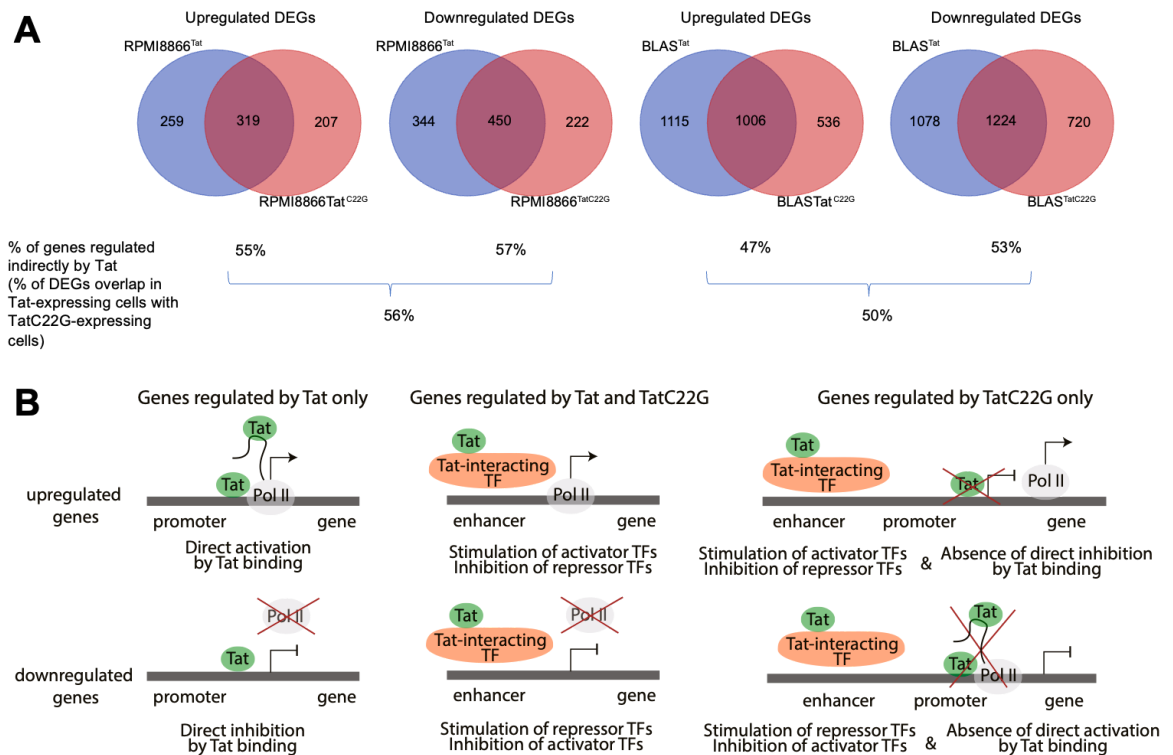 A
Upregulated DEGs
Downregulated DEGs
Upregulated DEGs
Downregulated DEGs
RPMI8866Tat
RPMI8866Tat
BLASTat
BLASTat
259
319
207
344
450
222
1115
1006
536
1078
1224
720
RPMI8866TatC22G
RPMI8866TatC22G
BLASTatC22G
BLASTatC22G
% of genes regulated
indirectly by Tat
(% of DEGs overlap in
Tat-expressing cells with
TatC22G-expressing
cells)
55%
57%
47%
53%
56%
50%
B
Genes regulated by Tat only
Genes regulated by Tat and TatC22G
Genes regulated by TatC22G only
upregulated
genes
Tat
Tat
Pol II
promoter
gene
Direct activation
by Tat binding
Tat
Tat-interacting
TF
Pol II
enhancer
gene
Stimulation of activator TFs
Inhibition of repressor TFs
Tat
Tat-interacting
TF
Tat
Pol II
enhancer
promoter
gene
Stimulation of activator TFs
Inhibition of repressor TFs
&
Absence of direct inhibition
by Tat binding
downregulated
genes
Pol II
Tat
promoter
gene
Direct inhibition
by Tat binding
Tat
Tat-interacting
TF
Pol II
enhancer
gene
Stimulation of repressor TFs
Inhibition of activator TFs
Tat
Tat-interacting
TF
Tat
Tat
Pol II
enhancer
promoter
gene
Stimulation of repressor TFs
Inhibition of activator TFs
&
Absence of direct activation
by Tat binding